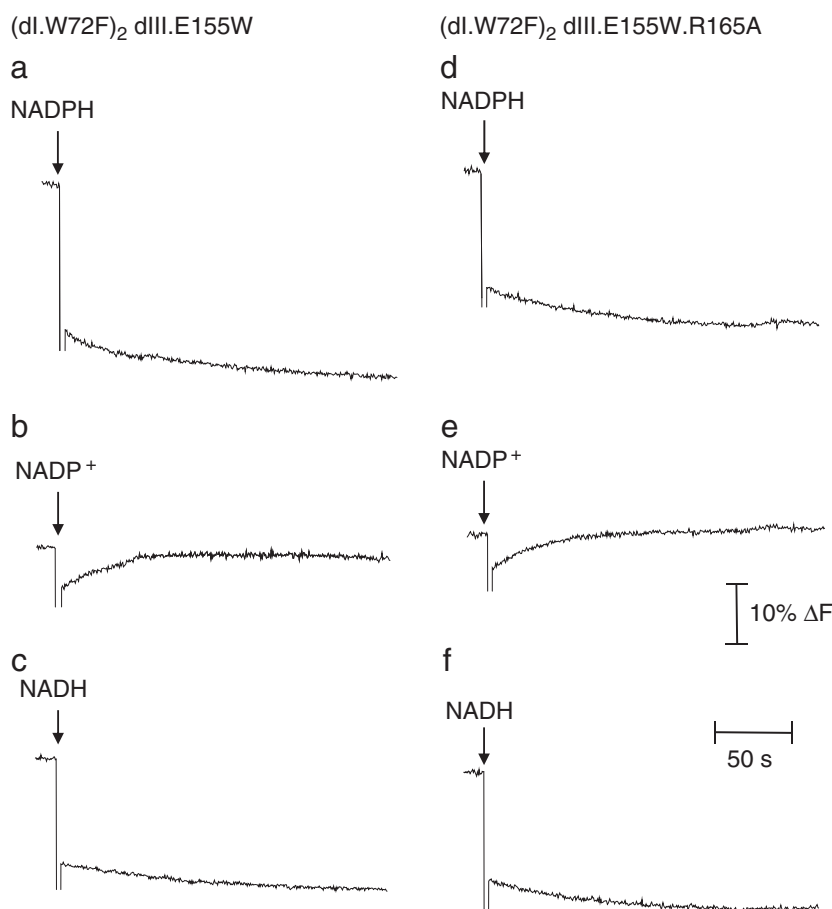 (dI.W72F)₂ dIII.E155W
(dI.W72F)₂ dIII.E155W.R165A
a
NADPH
d
NADPH
b
NADP⁺
e
NADP⁺
10% ΔF
c
NADH
f
NADH
50 s